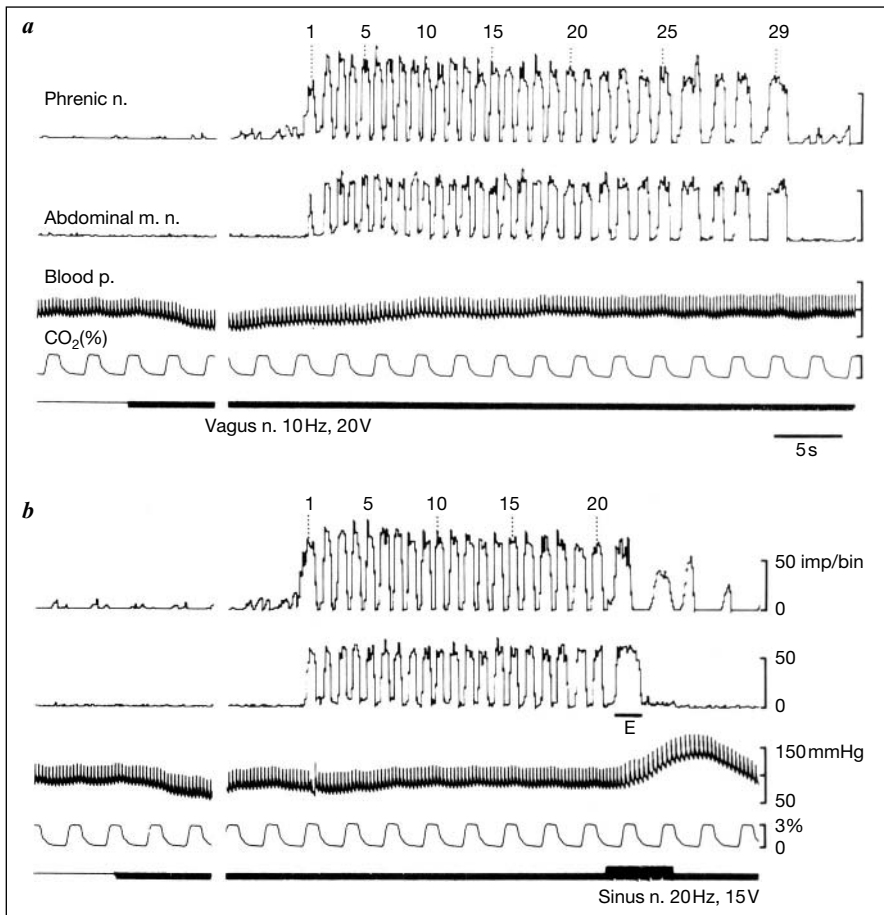 a
1 5 10 15 20 25 29
Phrenic n.
Abdominal m. n.
Blood p.
CO₂(%)
Vagus n. 10Hz, 20V
5s
b
1 5 10 15 20
50 imp/bin
0
50
0
E
150mmHg
50
3%
0
Sinus n. 20Hz, 15V